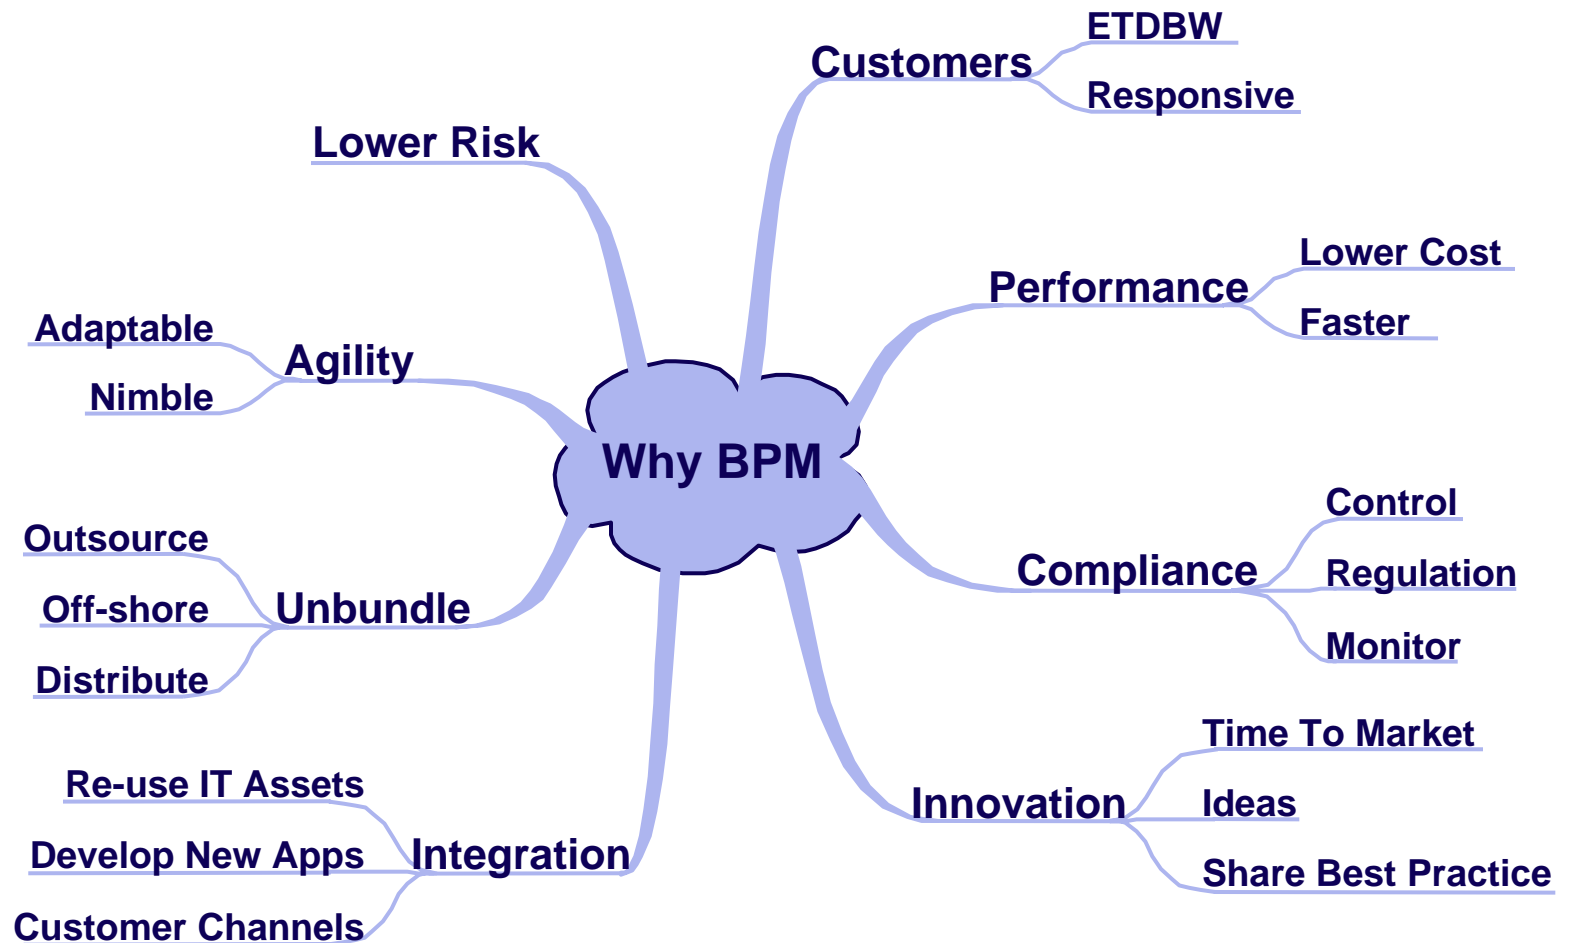 Why BPM
Customers
ETDBW
Responsive
Performance
Lower Cost
Faster
Compliance
Control
Regulation
Monitor
Innovation
Time To Market
Ideas
Share Best Practice
Integration
Re-use IT Assets
Develop New Apps
Customer Channels
Unbundle
Outsource
Off-shore
Distribute
Agility
Adaptable
Nimble
Lower Risk